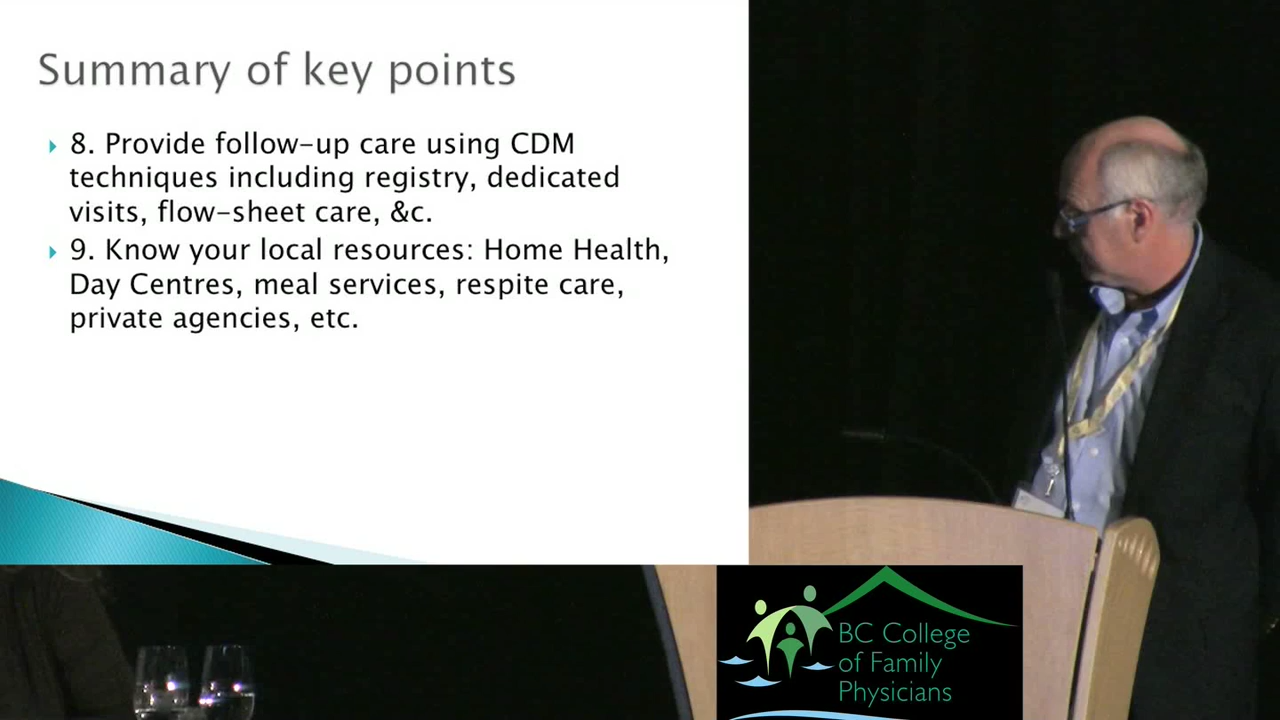 Summary of key points
8. Provide follow-up care using CDM
techniques including registry, dedicated
visits, flow-sheet care, &c.
9. Know your local resources: Home Health,
Day Centres, meal services, respite care,
private agencies, etc.
BC College
of Family
Physicians